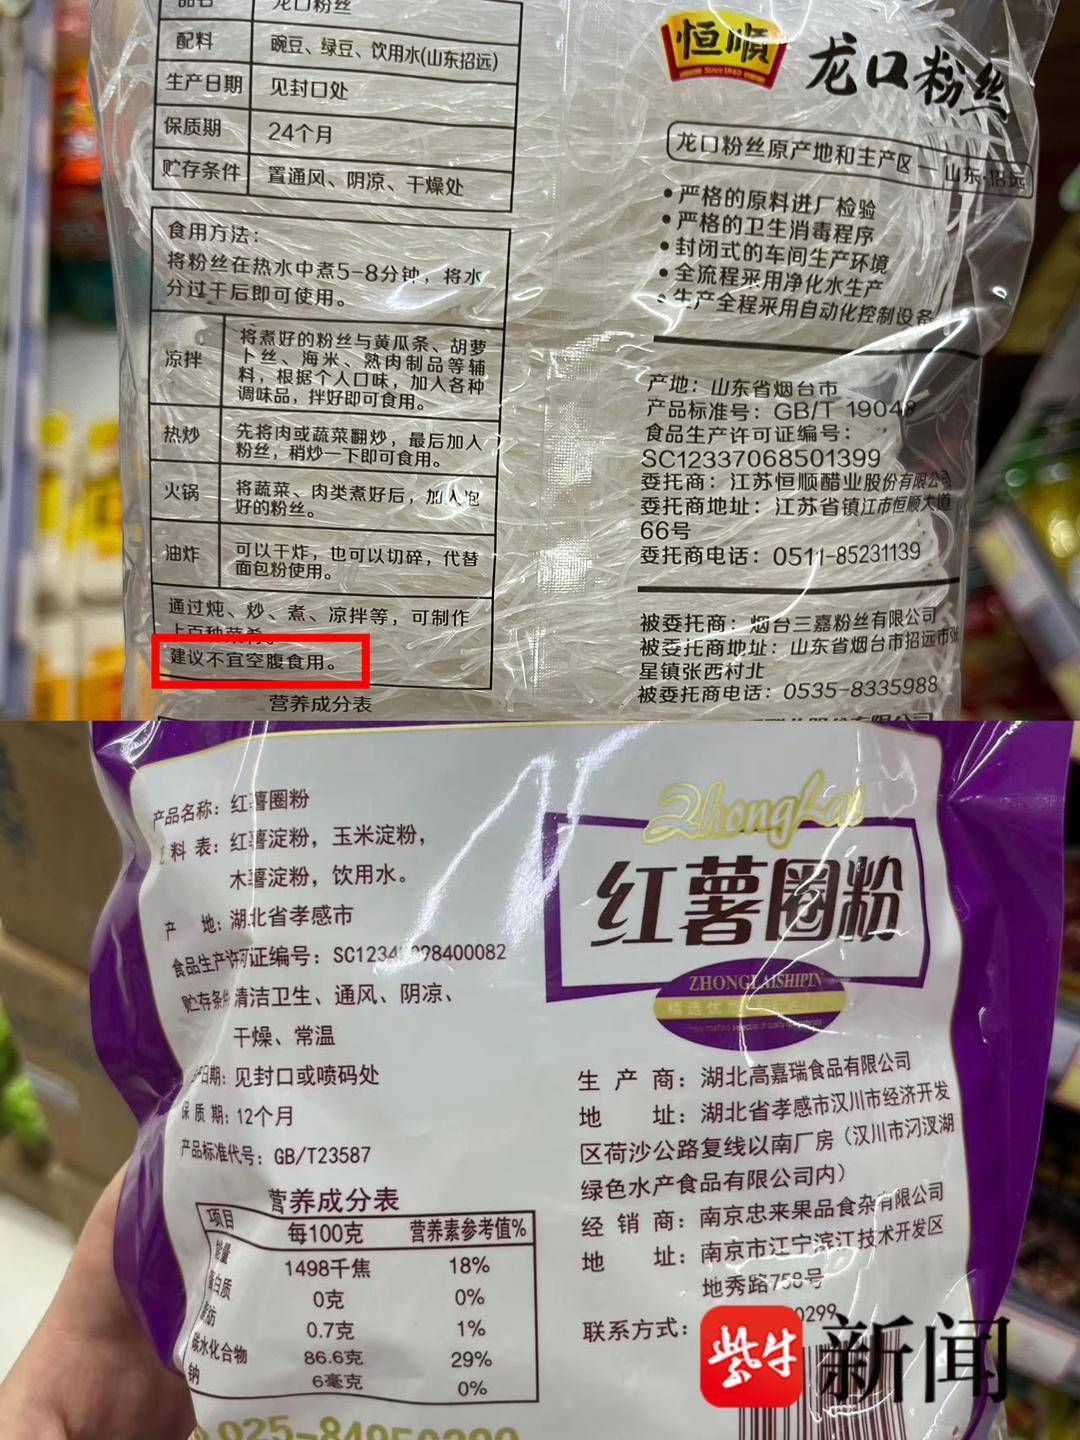 品名 龙口粉丝
配料 豌豆、绿豆、饮用水(山东招远)
生产日期 见封口处
保质期 24个月
贮存条件 置通风、阴凉、干燥处
食用方法:
将粉丝在热水中煮5-8分钟，将水
分过干后即可使用。
凉拌
将煮好的粉丝与黄瓜条、胡萝
卜丝、海米、熟肉制品等辅
料，根据个人口味，加入各种
调味品，拌好即可食用。
热炒
先将肉或蔬菜翻炒，最后加入
粉丝，稍炒一下即可食用。
火锅
将蔬菜、肉类煮好后，加入泡
好的粉丝。
油炸
可以干炸，也可以切碎，代替
面包粉使用。
通过炖、炒、煮、凉拌等，可制作
上百种菜肴。
建议不宜空腹食用。
营养成分表
恒顺
Since1840
龙口粉丝
龙口粉丝原产地和主产区—山东·招远
•严格的原料进厂检验
•严格的卫生消毒程序
•封闭式的车间生产环境
•全流程采用净化水生产
•生产全程采用自动化控制设备
产地：山东省烟台市
产品标准号：GB/T 19048
食品生产许可证编号：
SC12337068501399
委托商：江苏恒顺醋业股份有限公司
委托商地址：江苏省镇江市恒顺大道
66号
委托商电话：0511-85231139
被委托商：烟台三嘉粉丝有限公司
被委托商地址：山东省烟台市招远市张
星镇张西村北
被委托商电话：0535-8335988
产品名称：红薯圈粉
料 表：红薯淀粉，玉米淀粉，
木薯淀粉，饮用水。
产 地：湖北省孝感市
食品生产许可证编号：SC1234 098400082
贮存条件 清洁卫生、通风、阴凉、
干燥、常温
日期：见封口或喷码处
保 质 期：12个月
产品标准代号：GB/T23587
营养成分表
项目 每100克 营养素参考值%
能量 1498千焦 18%
蛋白质 0克 0%
脂肪 0.7克 1%
碳水化合物 86.6克 29%
钠 6毫克 0%
ZhongLai
红薯圈粉
ZHONGLAISHIPIN
生 产 商：湖北高嘉瑞食品有限公司
地 址：湖北省孝感市汉川市经济开发
区荷沙公路复线以南厂房（汉川市汈汊湖
绿色水产食品有限公司内）
经 销 商：南京忠来果品食杂有限公司
地 址：南京市江宁滨江技术开发区
地秀路758号
联系方式： 0299
紫牛新闻